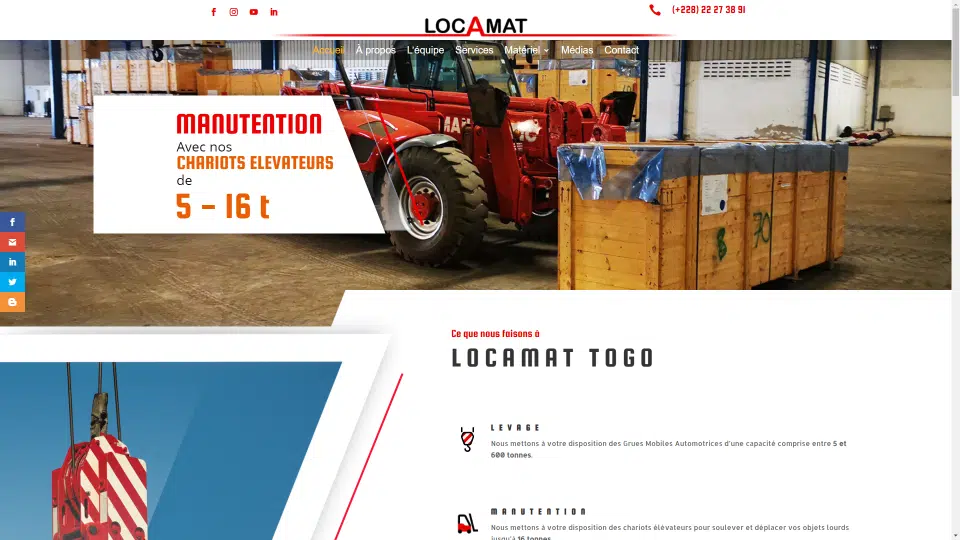 (+228) 22 27 38 91
LOCAMAT
Accueil À propos L'équipe Services Matériel Médias Contact
MANUTENTION
Avec nos
CHARIOTS ELEVATEURS
de
5 – 16 t
8
70
Ce que nous faisons à
LOCAMAT TOGO
LEVAGE
Nous mettons à votre disposition des Grues Mobiles Automotrices d'une capacité comprise entre 5 et
600 tonnes.
MANUTENTION
Nous mettons à votre disposition des chariots élévateurs pour soulever et déplacer vos objets lourds
jusqu'à 16 tonnes.